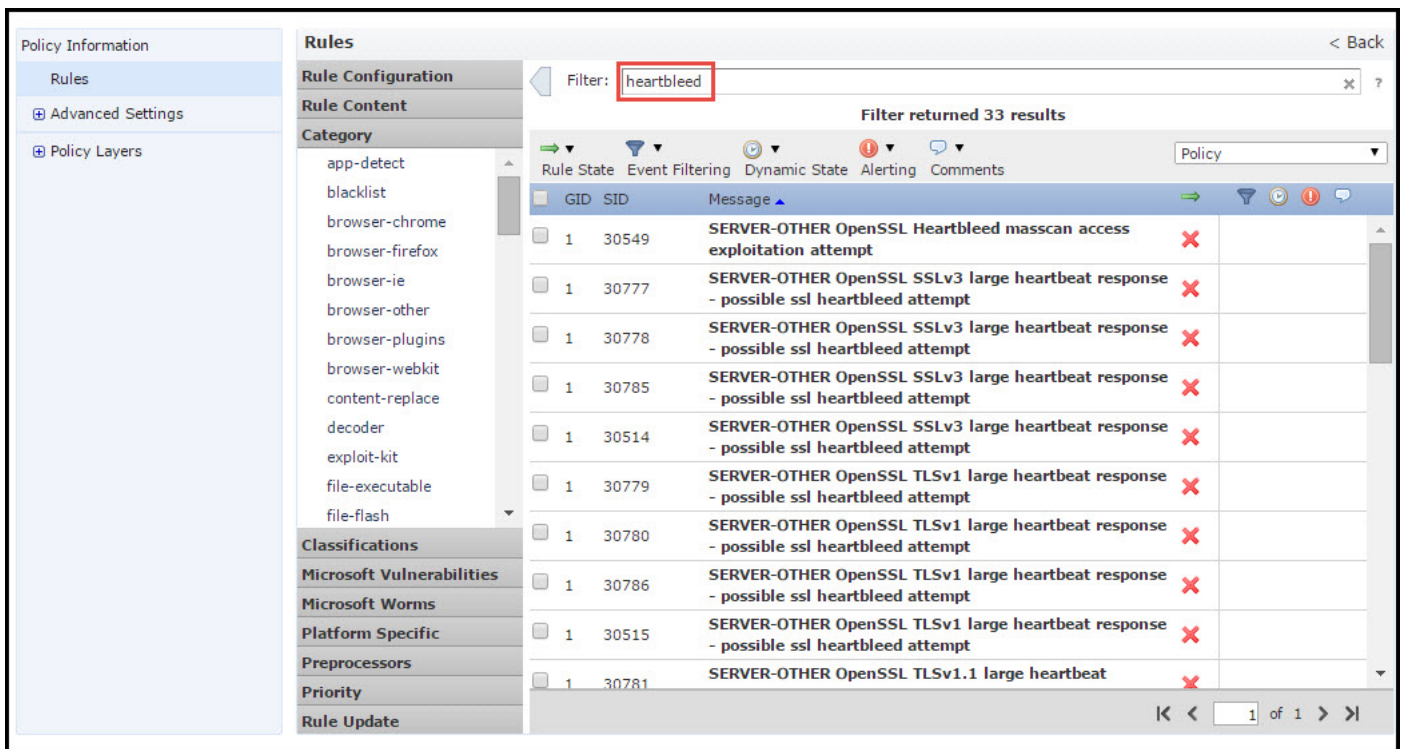 Policy Information
Rules
Advanced Settings
Policy Layers
Rules
< Back
Rule Configuration
Rule Content
Category
app-detect
blacklist
browser-chrome
browser-firefox
browser-ie
browser-other
browser-plugins
browser-webkit
content-replace
decoder
exploit-kit
file-executable
file-flash
Classifications
Microsoft Vulnerabilities
Microsoft Worms
Platform Specific
Preprocessors
Priority
Rule Update
Filter: heartbleed ?
Filter returned 33 results
Rule State Event Filtering Dynamic State Alerting Comments
Policy
GID SID Message
1 30549 SERVER-OTHER OpenSSL Heartbleed masscan access
exploitation attempt
1 30777 SERVER-OTHER OpenSSL SSLv3 large heartbeat response
- possible ssl heartbleed attempt
1 30778 SERVER-OTHER OpenSSL SSLv3 large heartbeat response
- possible ssl heartbleed attempt
1 30785 SERVER-OTHER OpenSSL SSLv3 large heartbeat response
- possible ssl heartbleed attempt
1 30514 SERVER-OTHER OpenSSL SSLv3 large heartbeat response
- possible ssl heartbleed attempt
1 30779 SERVER-OTHER OpenSSL TLSv1 large heartbeat response
- possible ssl heartbleed attempt
1 30780 SERVER-OTHER OpenSSL TLSv1 large heartbeat response
- possible ssl heartbleed attempt
1 30786 SERVER-OTHER OpenSSL TLSv1 large heartbeat response
- possible ssl heartbleed attempt
1 30515 SERVER-OTHER OpenSSL TLSv1 large heartbeat response
- possible ssl heartbleed attempt
1 30781 SERVER-OTHER OpenSSL TLSv1.1 large heartbeat
1 of 1